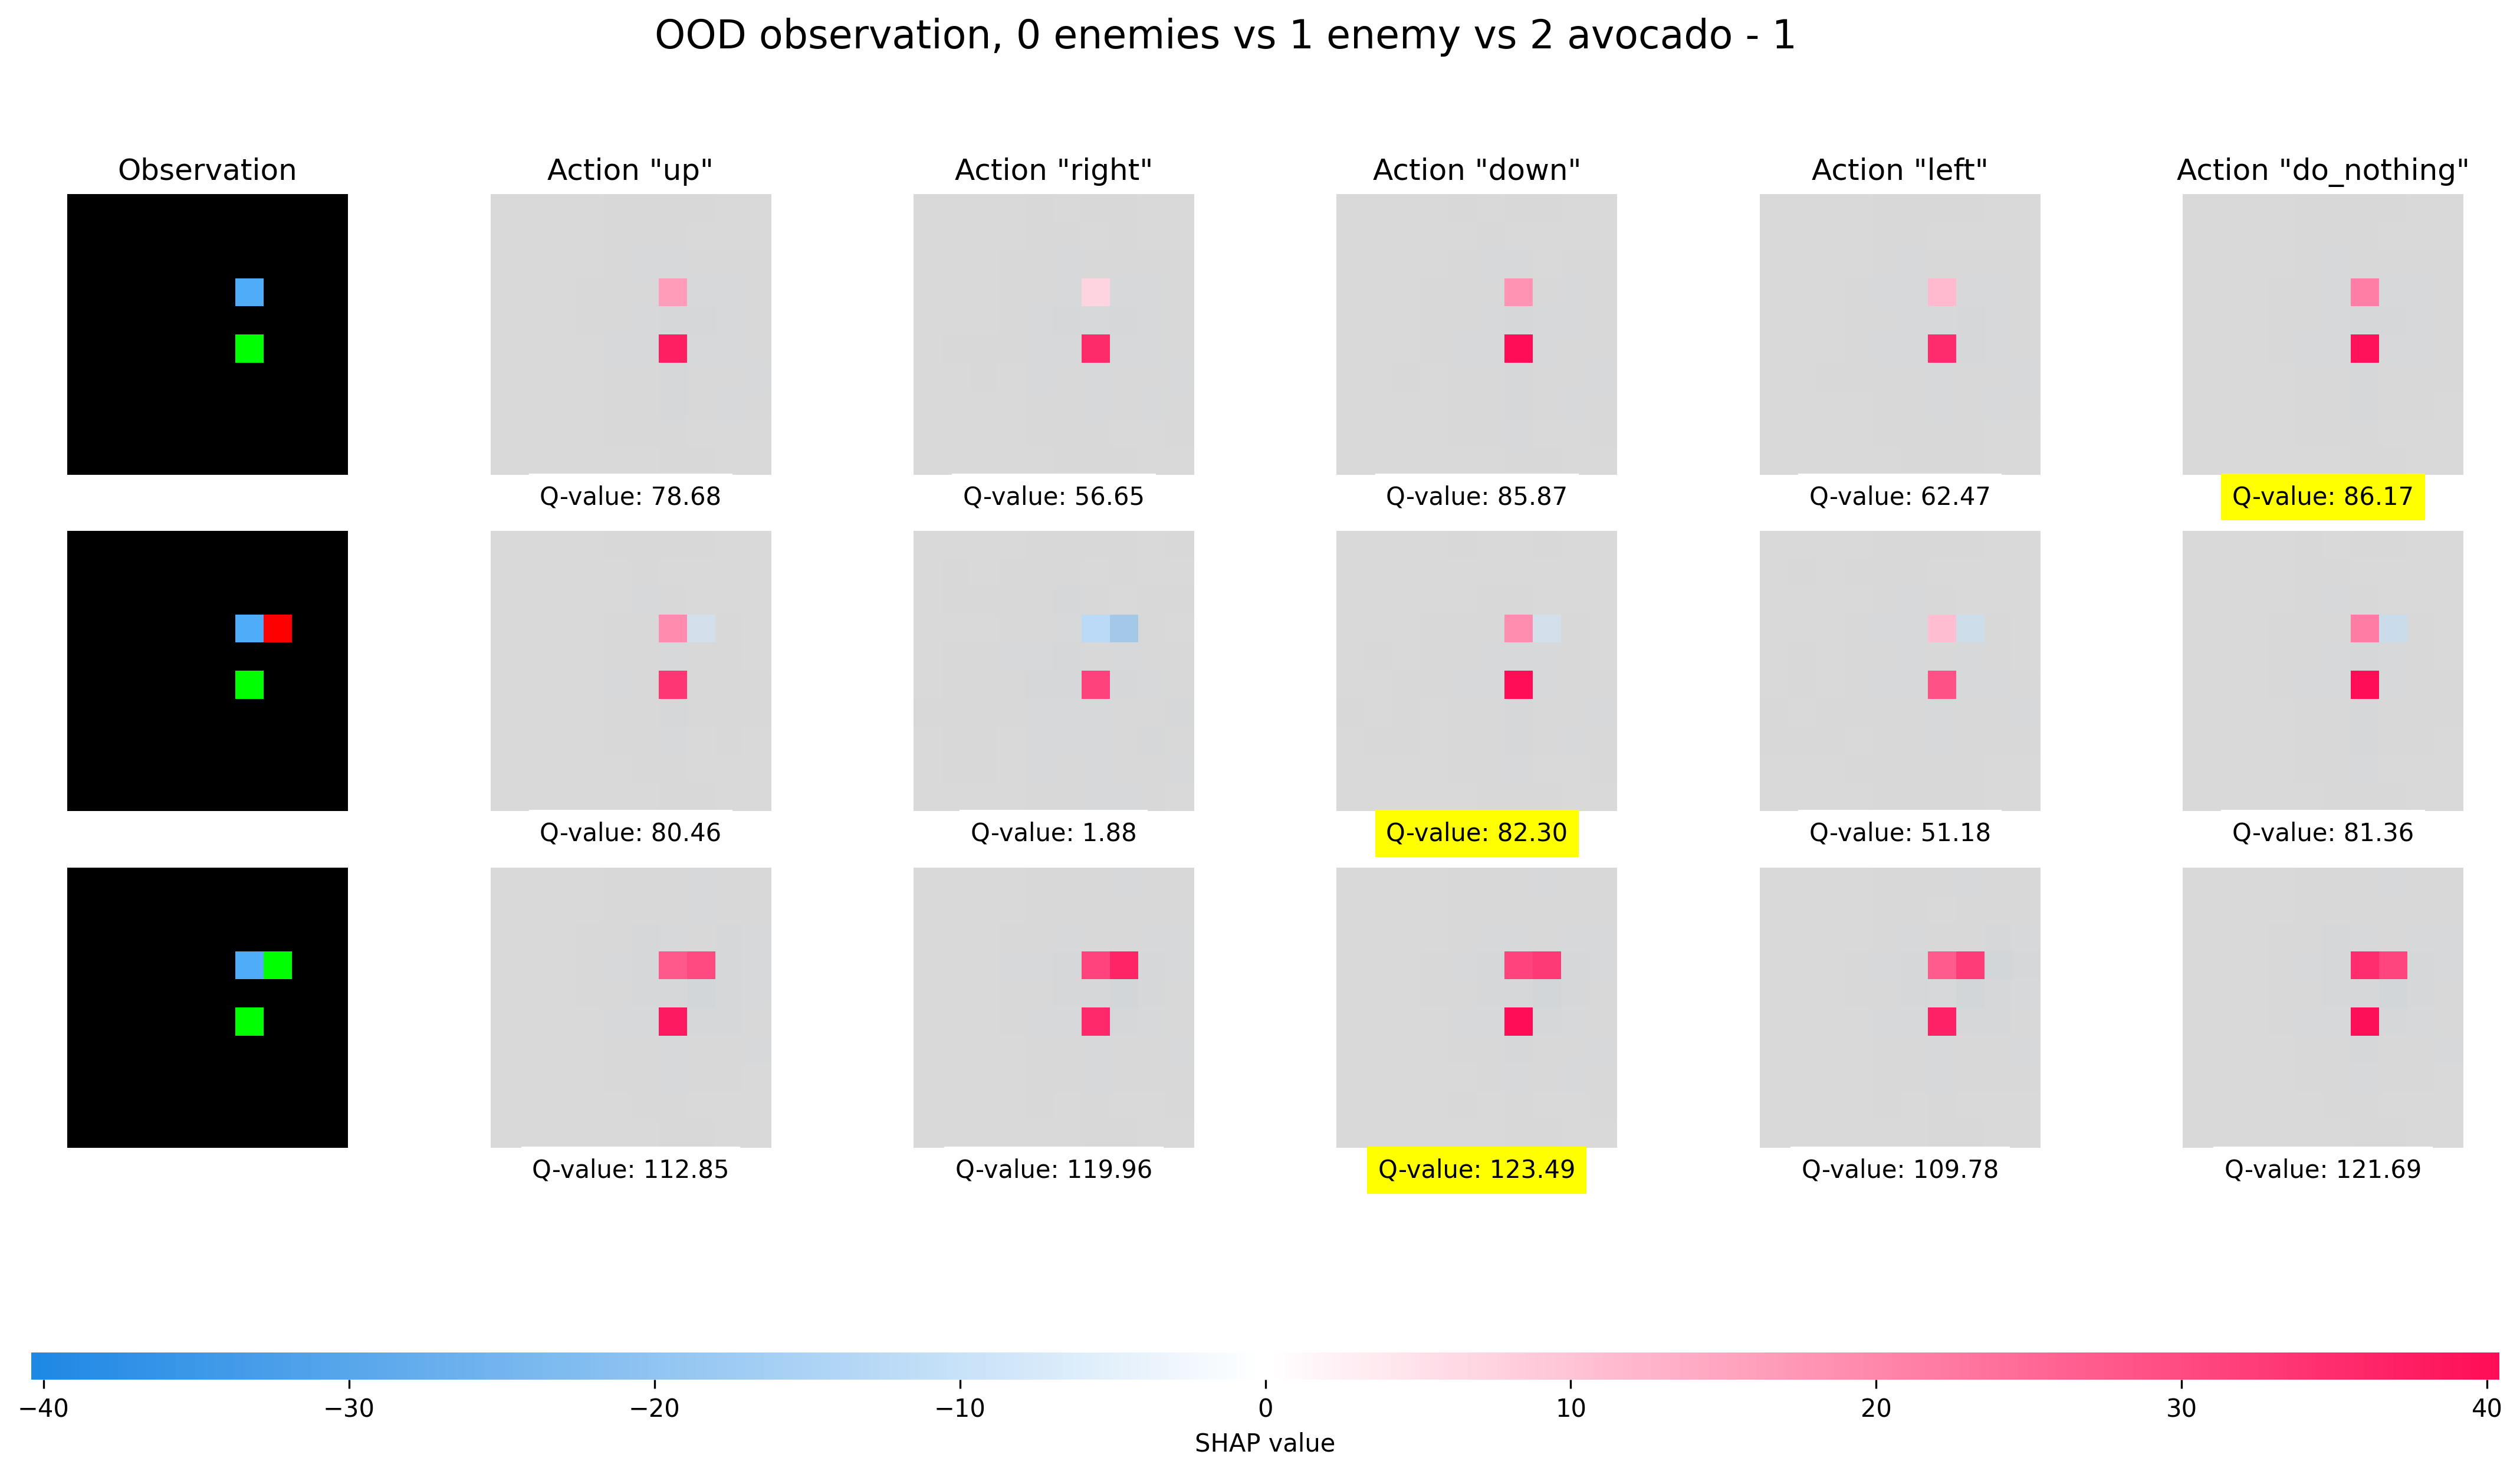 OOD observation, 0 enemies vs 1 enemy vs 2 avocado - 1
Observation
Action "up"
Action "right"
Action "down"
Action "left"
Action "do_nothing"
Q-value: 78.68
Q-value: 56.65
Q-value: 85.87
Q-value: 62.47
Q-value: 86.17
Q-value: 80.46
Q-value: 1.88
Q-value: 82.30
Q-value: 51.18
Q-value: 81.36
Q-value: 112.85
Q-value: 119.96
Q-value: 123.49
Q-value: 109.78
Q-value: 121.69
−40
−30
−20
−10
0
10
20
30
40
SHAP value